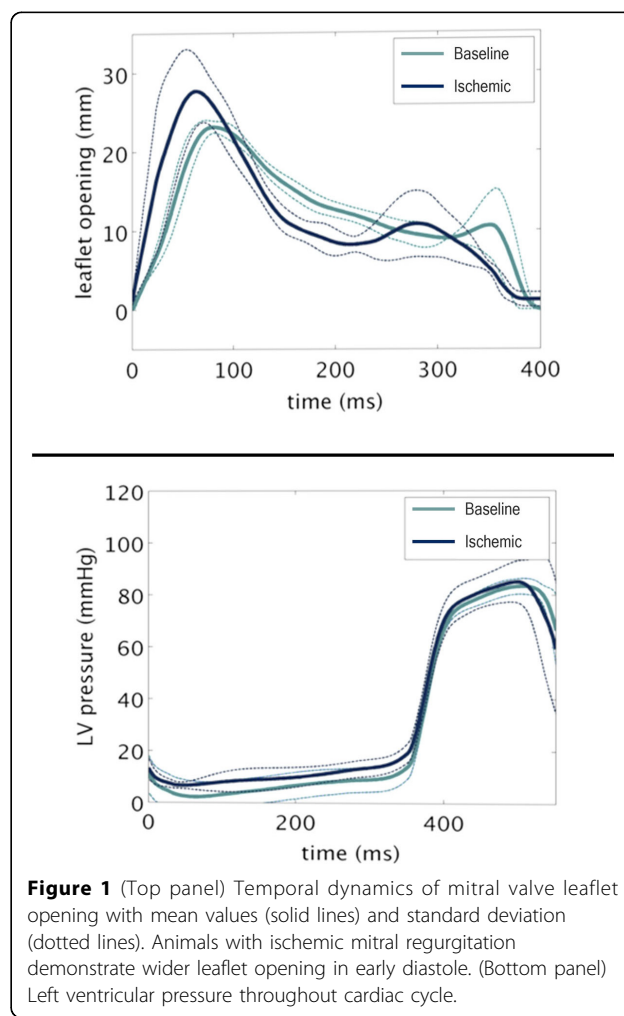 leaflet opening (mm)
30
20
10
0
Baseline
Ischemic
0 100 200 300 400
time (ms)
LV pressure (mmHg)
120
100
80
60
40
20
0
Baseline
Ischemic
0 200 400
time (ms)
Figure 1 (Top panel) Temporal dynamics of mitral valve leaflet
opening with mean values (solid lines) and standard deviation
(dotted lines). Animals with ischemic mitral regurgitation
demonstrate wider leaflet opening in early diastole. (Bottom panel)
Left ventricular pressure throughout cardiac cycle.